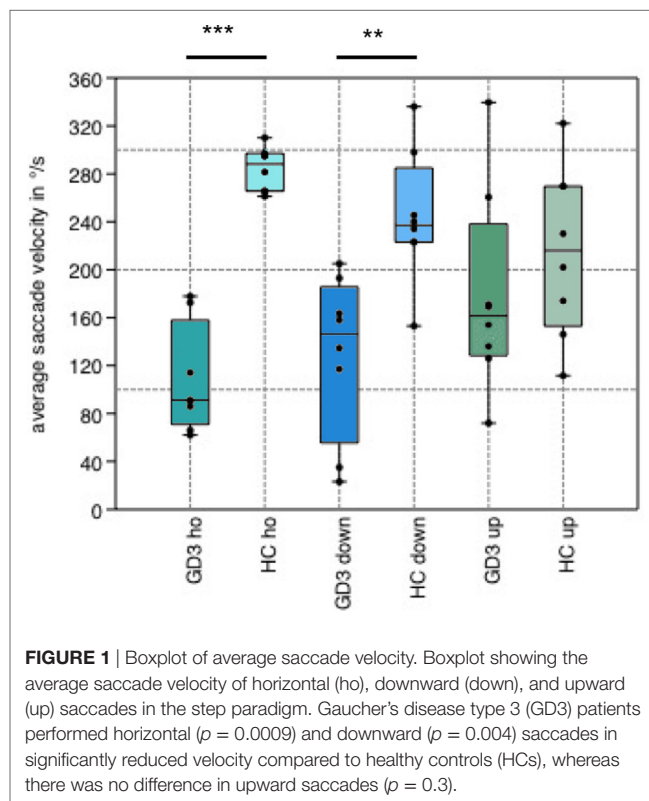 *** **
average saccade velocity in °/s
360
320
280
240
200
160
120
80
40
0
GD3 ho
HC ho
GD3 down
HC down
GD3 up
HC up
FIGURE 1 | Boxplot of average saccade velocity. Boxplot showing the
average saccade velocity of horizontal (ho), downward (down), and upward
(up) saccades in the step paradigm. Gaucher's disease type 3 (GD3) patients
performed horizontal (p = 0.0009) and downward (p = 0.004) saccades in
significantly reduced velocity compared to healthy controls (HCs), whereas
there was no difference in upward saccades (p = 0.3).